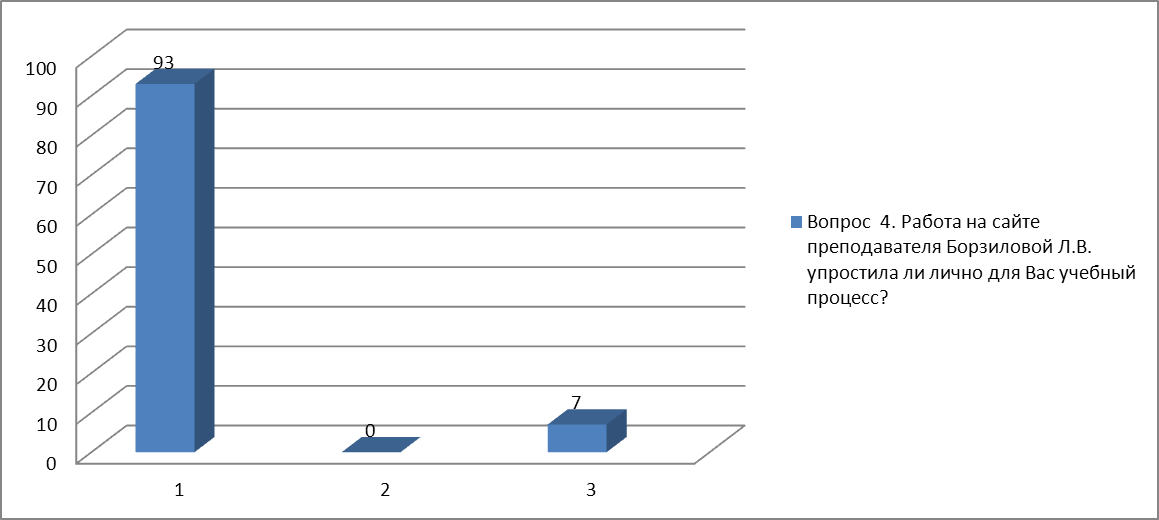 93
100
90
80
70
60
50
40
30
20
10
0
0
7
1 2 3
Вопрос 4. Работа на сайте
преподавателя Борзиловой Л.В.
упростила ли лично для Вас учебный
процесс?